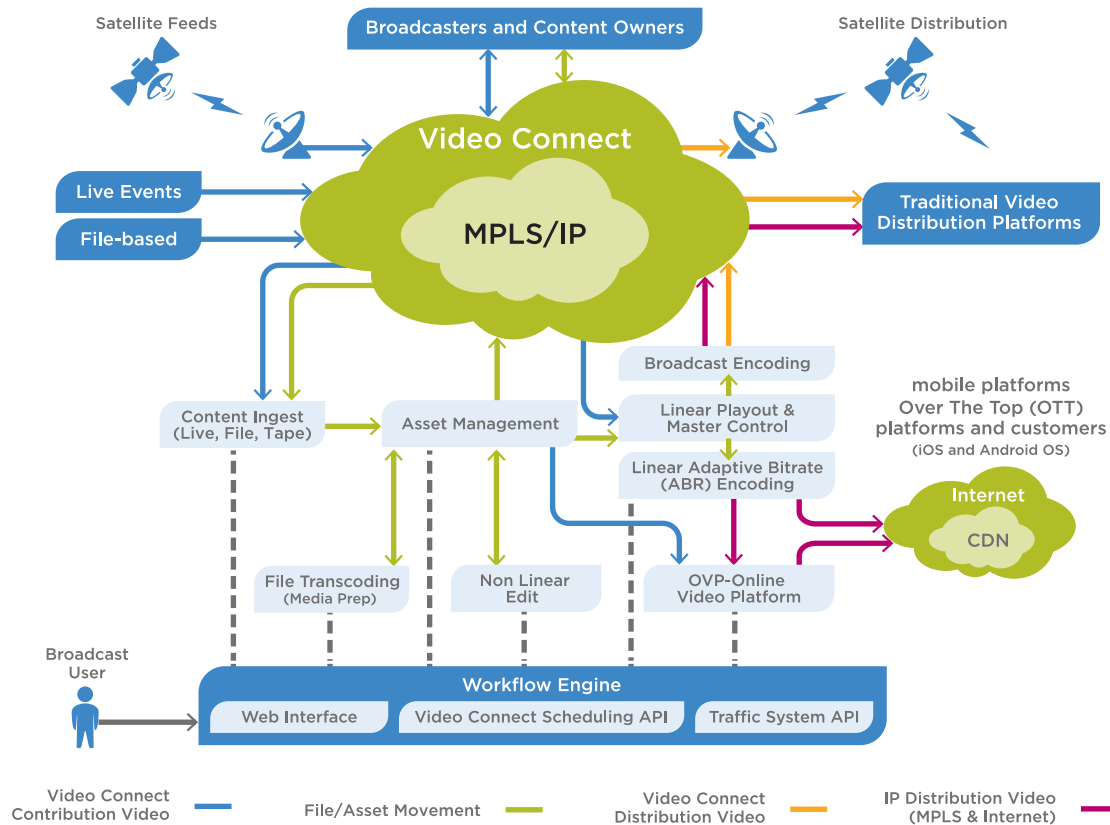 Satellite Feeds
Broadcasters and Content Owners
Satellite Distribution
Video Connect
MPLS/IP
Live Events
File-based
Traditional Video
Distribution Platforms
Broadcast Encoding
Content Ingest
(Live, File, Tape)
Asset Management
Linear Playout &
Master Control
Linear Adaptive Bitrate
(ABR) Encoding
mobile platforms
Over The Top (OTT)
platforms and customers
(iOS and Android OS)
Internet
CDN
File Transcoding
(Media Prep)
Non Linear
Edit
OVP-Online
Video Platform
Broadcast
User
Workflow Engine
Web Interface
Video Connect Scheduling API
Traffic System API
Video Connect
Contribution Video
File/Asset Movement
Video Connect
Distribution Video
IP Distribution Video
(MPLS & Internet)